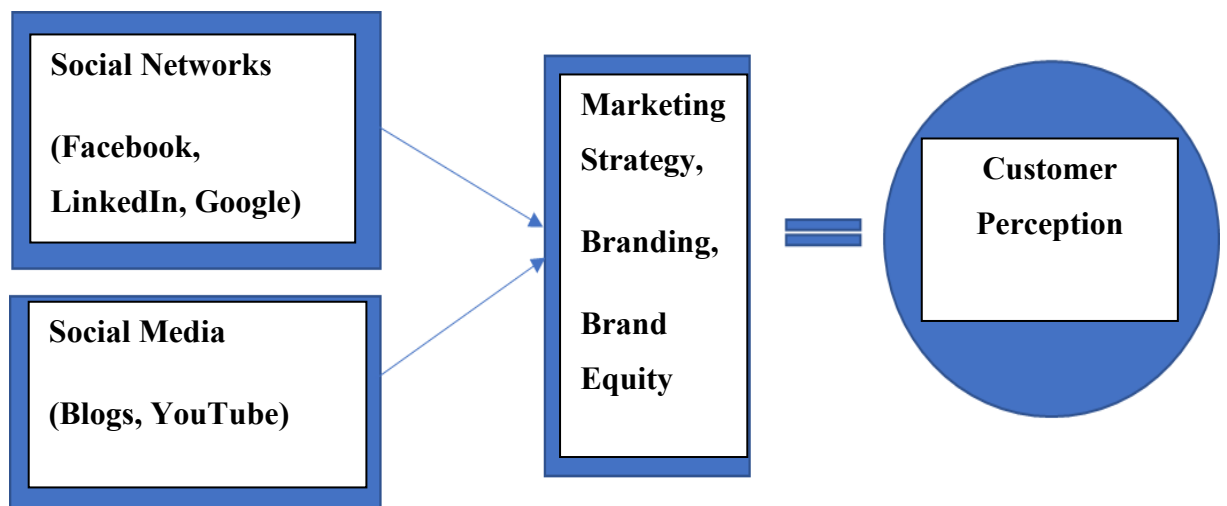 Social Networks
(Facebook,
LinkedIn, Google)
Social Media
(Blogs, YouTube)
Marketing
Strategy,
Branding,
Brand
Equity
Customer
Perception